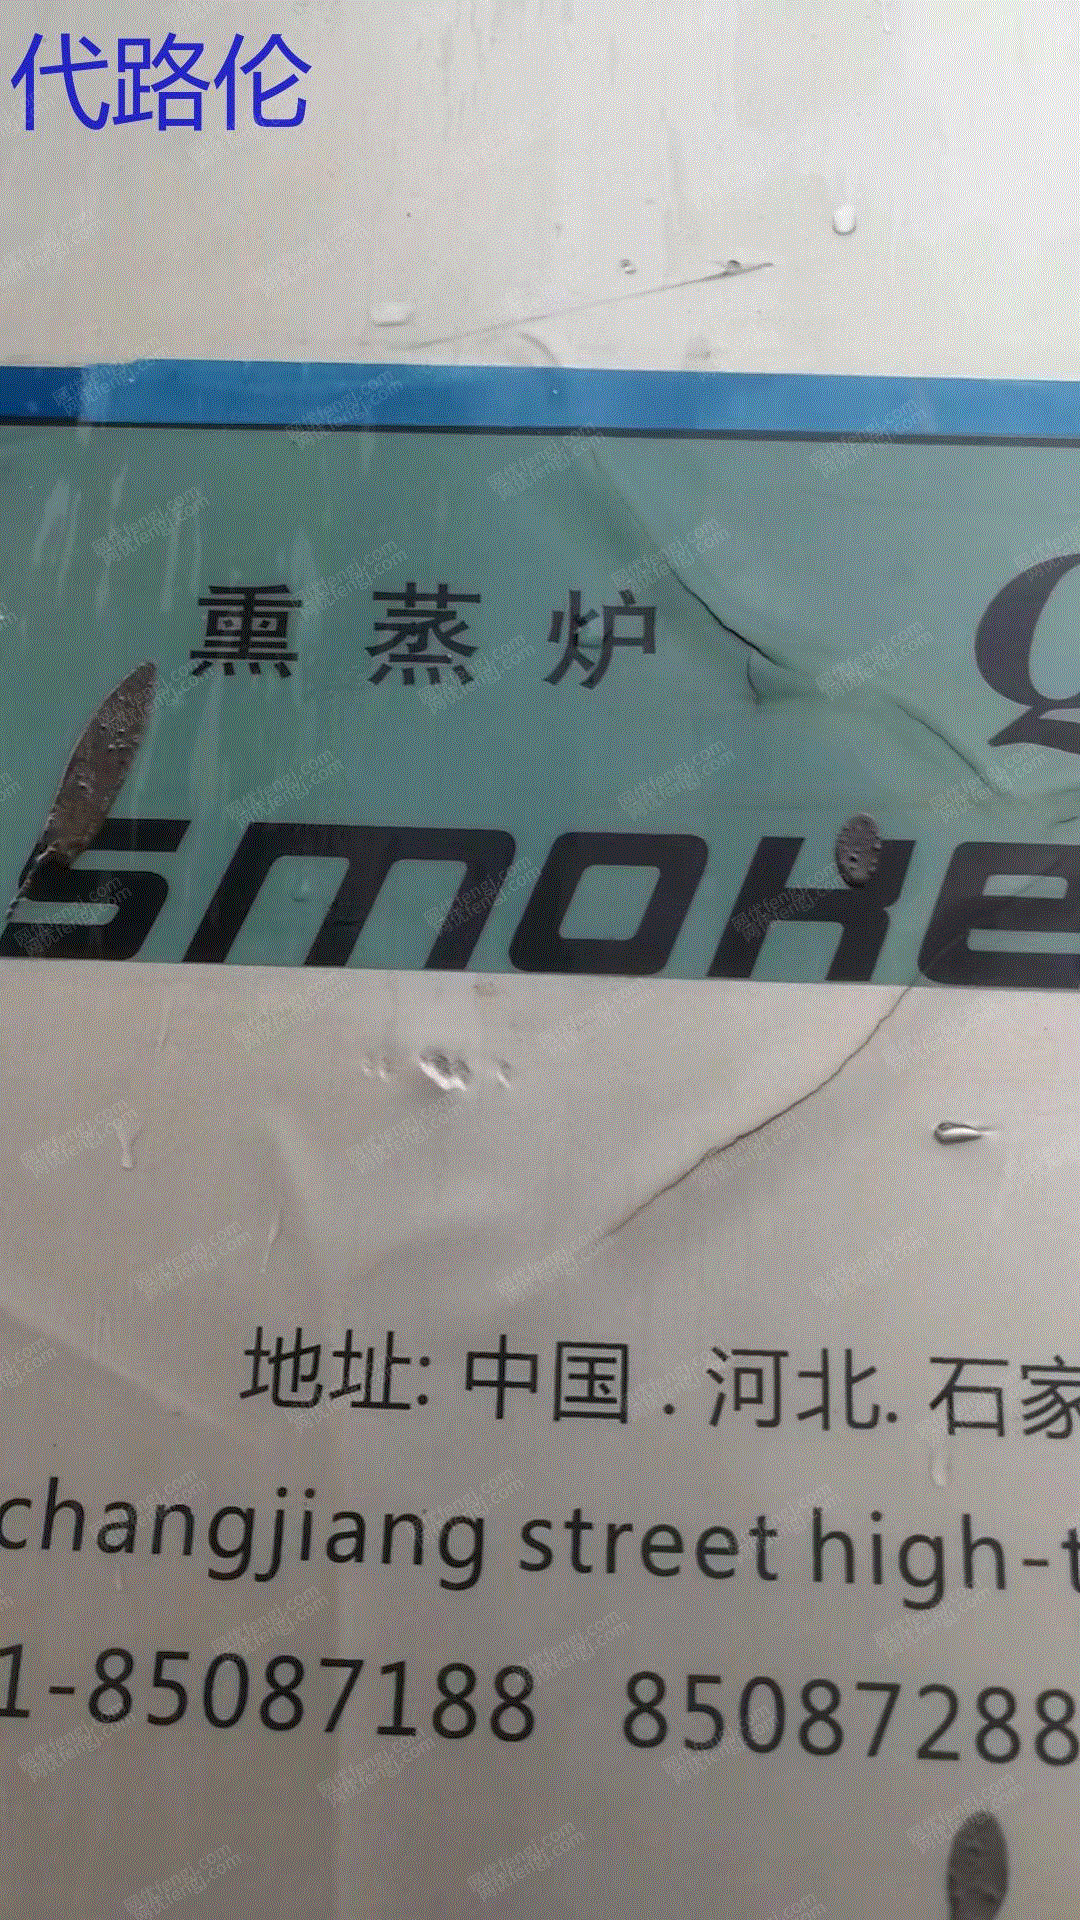 代路伦
熏蒸炉 Q
smoke
地址: 中国 . 河北. 石家
changjiang street high-t
1-85087188 85087288